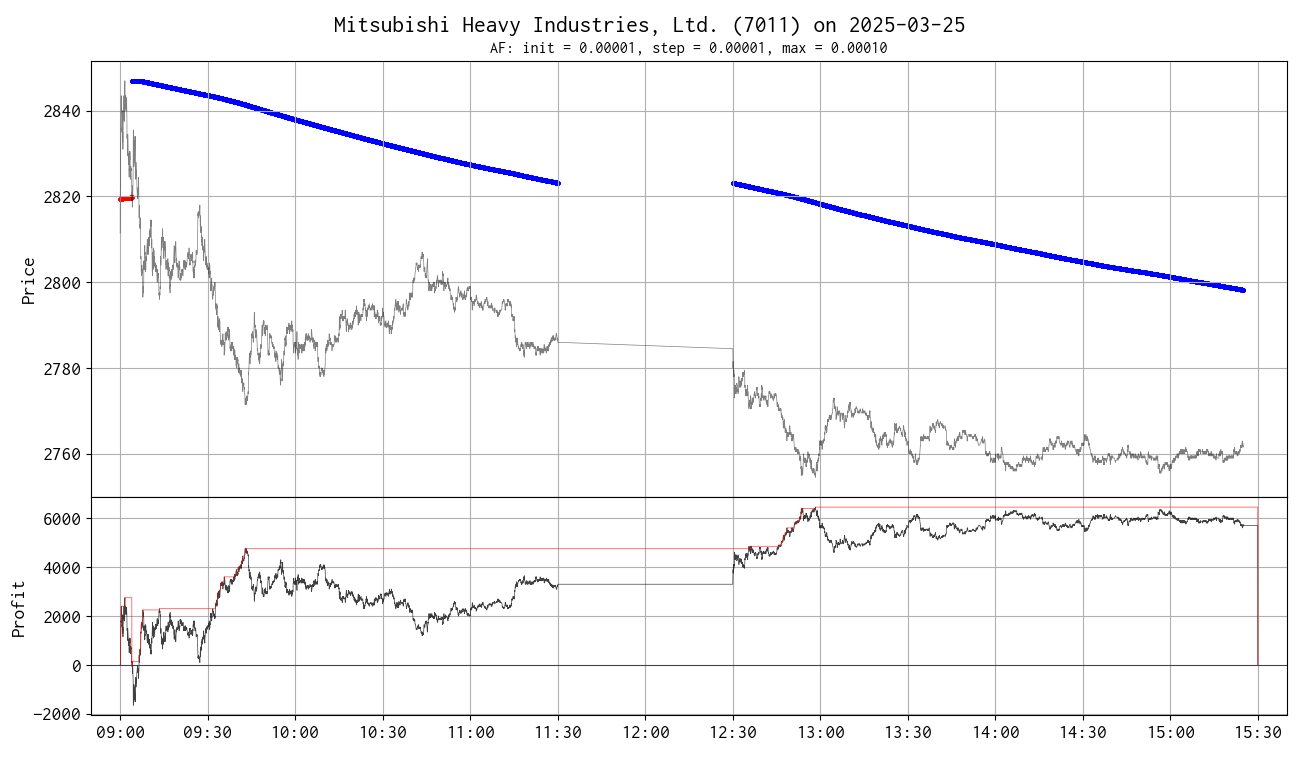 Mitsubishi Heavy Industries, Ltd. (7011) on 2025-03-25
AF: init = 0.00001, step = 0.00001, max = 0.00010
Price
2840
2820
2800
2780
2760
Profit
6000
4000
2000
0
−2000
09:00 09:30 10:00 10:30 11:00 11:30 12:00 12:30 13:00 13:30 14:00 14:30 15:00 15:30